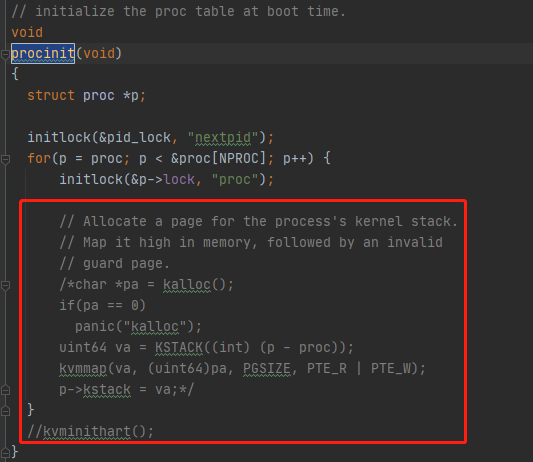 // initialize the proc table at boot time.
void
procinit(void)
{
  struct proc *p;

  initlock(&pid_lock, "nextpid");
  for(p = proc; p < &proc[NPROC]; p++) {
      initlock(&p->lock, "proc");

      // Allocate a page for the process's kernel stack.
      // Map it high in memory, followed by an invalid
      // guard page.
      /*char *pa = kalloc();
      if(pa == 0)
        panic("kalloc");
      uint64 va = KSTACK((int) (p - proc));
      kvmmap(va, (uint64)pa, PGSIZE, PTE_R | PTE_W);
      p->kstack = va;*/
  }
  //kvminithart();
}